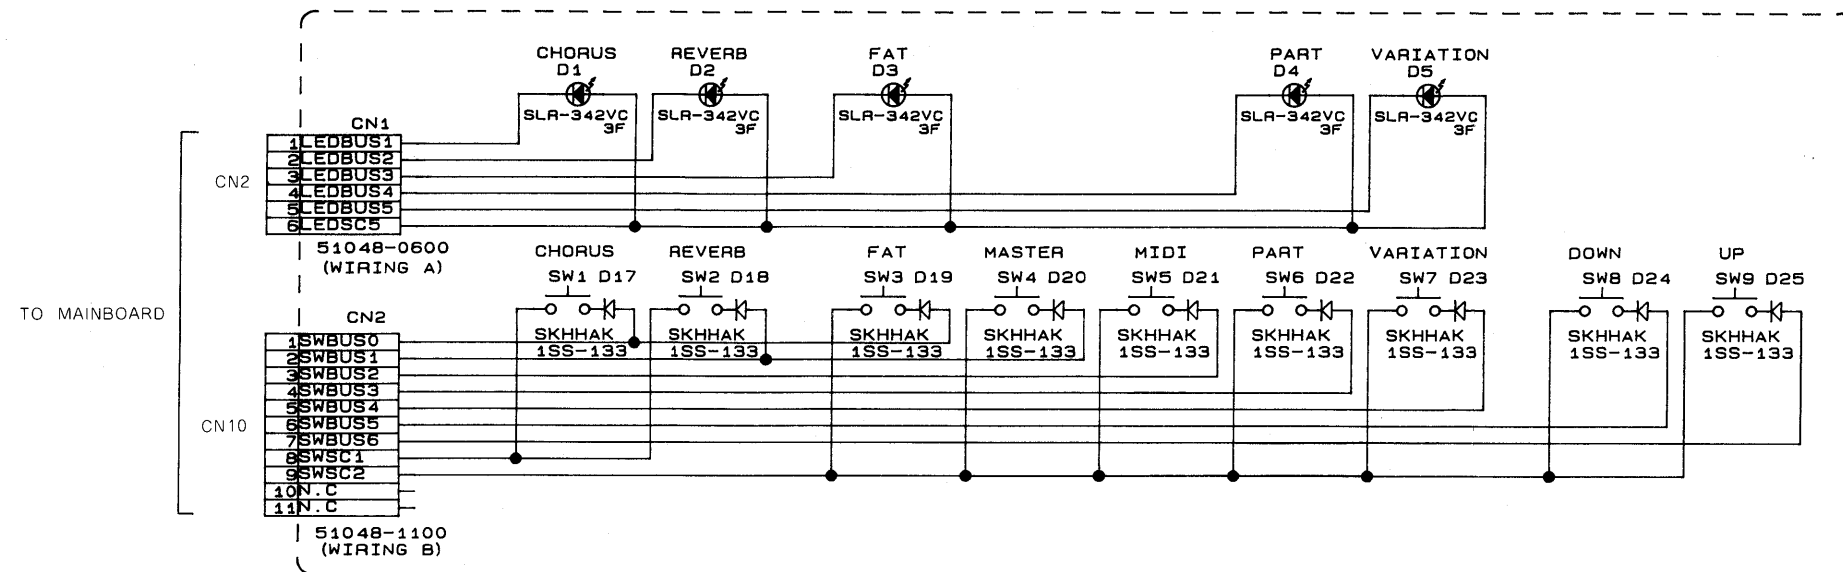 CHORUS REVERB FAT PART VARIATION
D1 D2 D3 D4 D5
SLR-342VC SLR-342VC SLR-342VC SLR-342VC SLR-342VC
3F 3F 3F 3F 3F
CN1
1 LEDBUS1
2 LEDBUS2
3 LEDBUS3
4 LEDBUS4
5 LEDBUS5
6 LEDSC5
CN2
51048-0600
(WIRING A)
TO MAINBOARD
CHORUS REVERB FAT MASTER MIDI PART VARIATION DOWN UP
SW1 D17 SW2 D18 SW3 D19 SW4 D20 SW5 D21 SW6 D22 SW7 D23 SW8 D24 SW9 D25
SKHHAK SKHHAK SKHHAK SKHHAK SKHHAK SKHHAK SKHHAK SKHHAK SKHHAK
1SS-133 1SS-133 1SS-133 1SS-133 1SS-133 1SS-133 1SS-133 1SS-133 1SS-133
CN2
1 SWBUS0
2 SWBUS1
3 SWBUS2
4 SWBUS3
5 SWBUS4
6 SWBUS5
7 SWBUS6
8 SWSC1
9 SWSC2
10 N.C
11 N.C
CN10
51048-1100
(WIRING B)